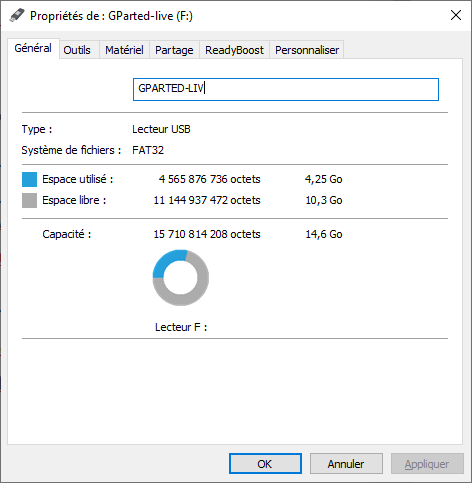 Propriétés de : GParted-live (F:)
Général Outils Matériel Partage ReadyBoost Personnaliser
GPARTED-LIV
Type : Lecteur USB
Système de fichiers : FAT32
Espace utilisé : 4 565 876 736 octets 4,25 Go
Espace libre : 11 144 937 472 octets 10,3 Go
Capacité : 15 710 814 208 octets 14,6 Go
Lecteur F :
OK Annuler Appliquer